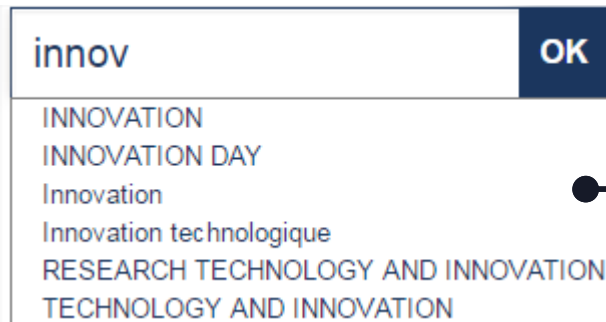 innov OK
INNOVATION
INNOVATION DAY
Innovation
Innovation technologique
RESEARCH TECHNOLOGY AND INNOVATION
TECHNOLOGY AND INNOVATION